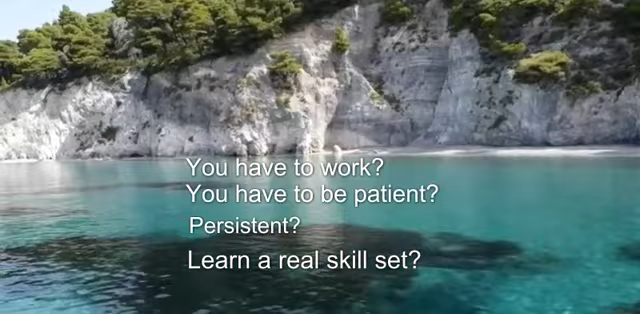 You have to work?
You have to be patient?
Persistent?
Learn a real skill set?